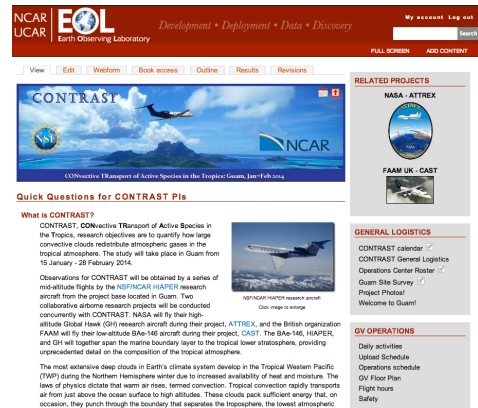 NCAR
UCAR
EOL
Earth Observing Laboratory
Development • Deployment • Data • Discovery
My account Log out
Search
FULL SCREEN ADD CONTENT
View Edit Webform Book access Outline Results Revisions
CONTRAST
NSF
NCAR
CONvective TRansport of Active Species in the Tropics: Guam, Jan-Feb 2014
Quick Questions for CONTRAST PIs
What is CONTRAST?
CONTRAST, CONvective TRansport of Active Species in
the Tropics, research objectives are to quantify how large
convective clouds redistribute atmospheric gases in the
tropical atmosphere. The study will take place in Guam from
15 January - 28 February 2014.
Observations for CONTRAST will be obtained by a series of
mid-altitude flights by the NSF/NCAR HIAPER research
aircraft from the project base located in Guam. Two
collaborative airborne research projects will be conducted
concurrently with CONTRAST. NASA will fly their high-
altitude Global Hawk (GH) research aircraft during their project, ATTREX, and the British organization
FAAM will fly their low-altitude BAe-146 aircraft during their project, CAST. The BAe-146, HIAPER,
and GH will together span the marine boundary layer to the tropical lower stratosphere, providing
unprecedented detail on the composition of the tropical atmosphere.
The most extensive deep clouds in Earth's climate system develop in the Tropical Western Pacific
(TWP) during the Northern Hemisphere winter due to increased availability of heat and moisture. The
laws of physics dictate that warm air rises, termed convection. Tropical convection rapidly transports
air from just above the ocean surface to high altitudes. These clouds pack sufficient energy that, on
occasion, they punch through the boundary that separates the troposphere, the lowest atmospheric
NSF/NCAR HIAPER research aircraft
Click image to enlarge
RELATED PROJECTS
NASA - ATTREX
ATTREX
FAAM UK - CAST
GENERAL LOGISTICS
CONTRAST calendar
CONTRAST General Logistics
Operations Center Roster
Guam Site Survey
Project Photos!
Welcome to Guam!
GV OPERATIONS
Daily activities
Upload Schedule
Operations schedule
GV Floor Plan
Flight hours
Safety